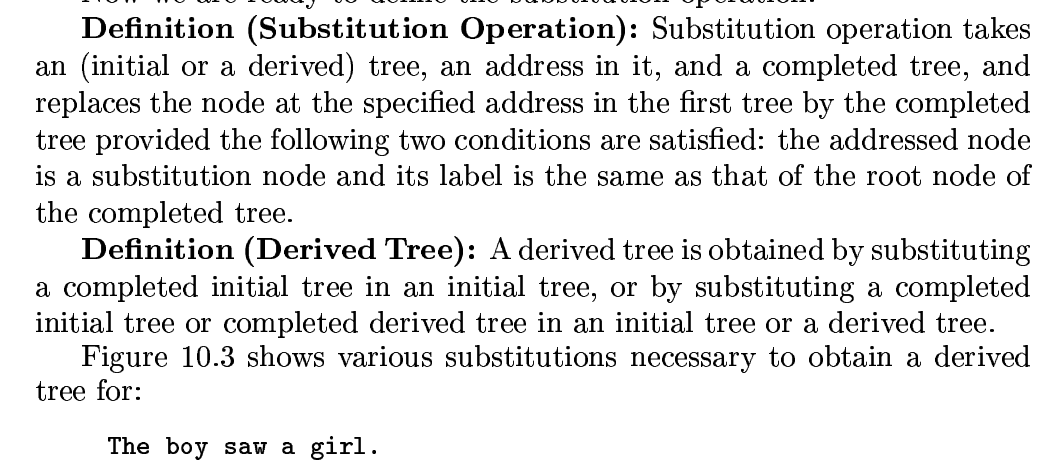 Now we are ready to define the substitution operation.
Definition (Substitution Operation): Substitution operation takes
an (initial or a derived) tree, an address in it, and a completed tree, and
replaces the node at the specified address in the first tree by the completed
tree provided the following two conditions are satisfied: the addressed node
is a substitution node and its label is the same as that of the root node of
the completed tree.
Definition (Derived Tree): A derived tree is obtained by substituting
a completed initial tree in an initial tree, or by substituting a completed
initial tree or completed derived tree in an initial tree or a derived tree.
Figure 10.3 shows various substitutions necessary to obtain a derived
tree for:
The boy saw a girl.